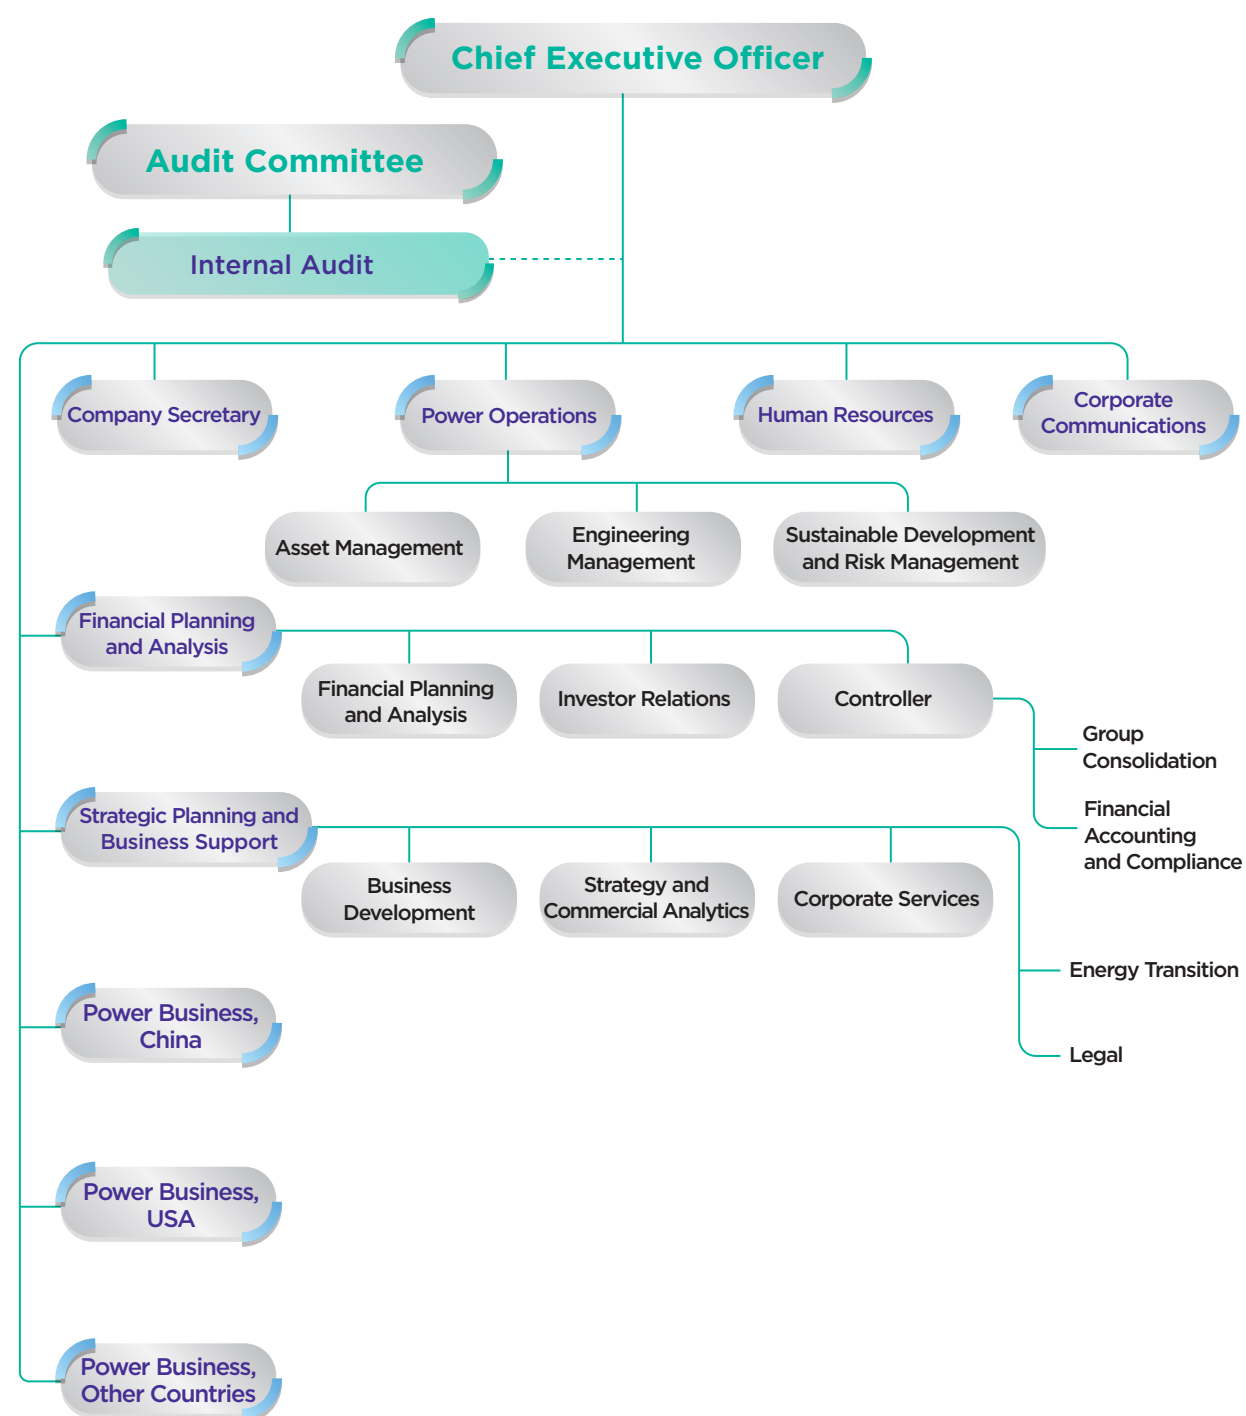 Chief Executive Officer
Audit Committee
Internal Audit
Company Secretary
Power Operations
Human Resources
Corporate
Communications
Asset Management
Engineering
Management
Sustainable Development
and Risk Management
Financial Planning
and Analysis
Financial Planning
and Analysis
Investor Relations
Controller
Group
Consolidation
Financial
Accounting
and Compliance
Strategic Planning and
Business Support
Business
Development
Strategy and
Commercial Analytics
Corporate Services
Energy Transition
Legal
Power Business,
China
Power Business,
USA
Power Business,
Other Countries